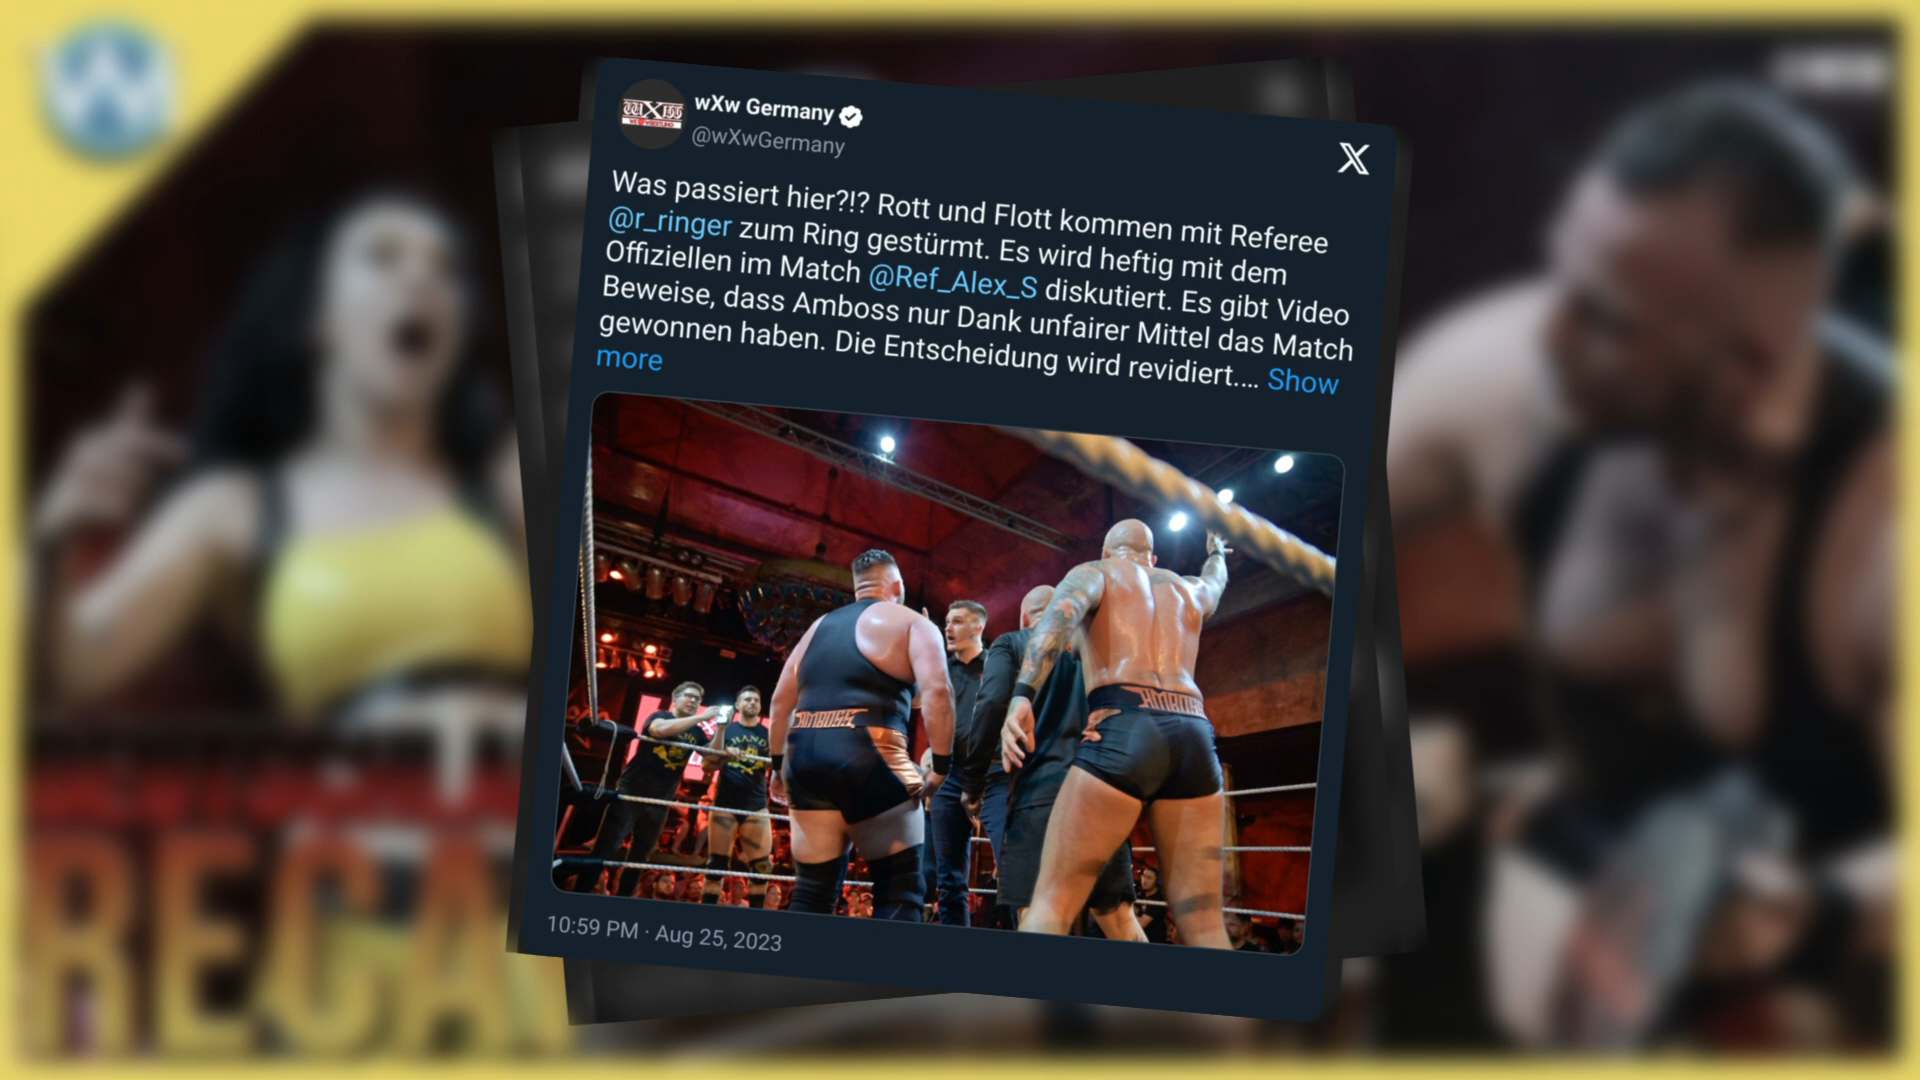 wXw Germany
@wXwGermany
Was passiert hier?!? Rott und Flott kommen mit Referee
@r_ringer zum Ring gestürmt. Es wird heftig mit dem
Offiziellen im Match @Ref_Alex_S diskutiert. Es gibt Video
Beweise, dass Amboss nur Dank unfairer Mittel das Match
gewonnen haben. Die Entscheidung wird revidiert.... Show
more
AMBOSS
AMBOSS
HAND
10:59 PM · Aug 25, 2023
RECA